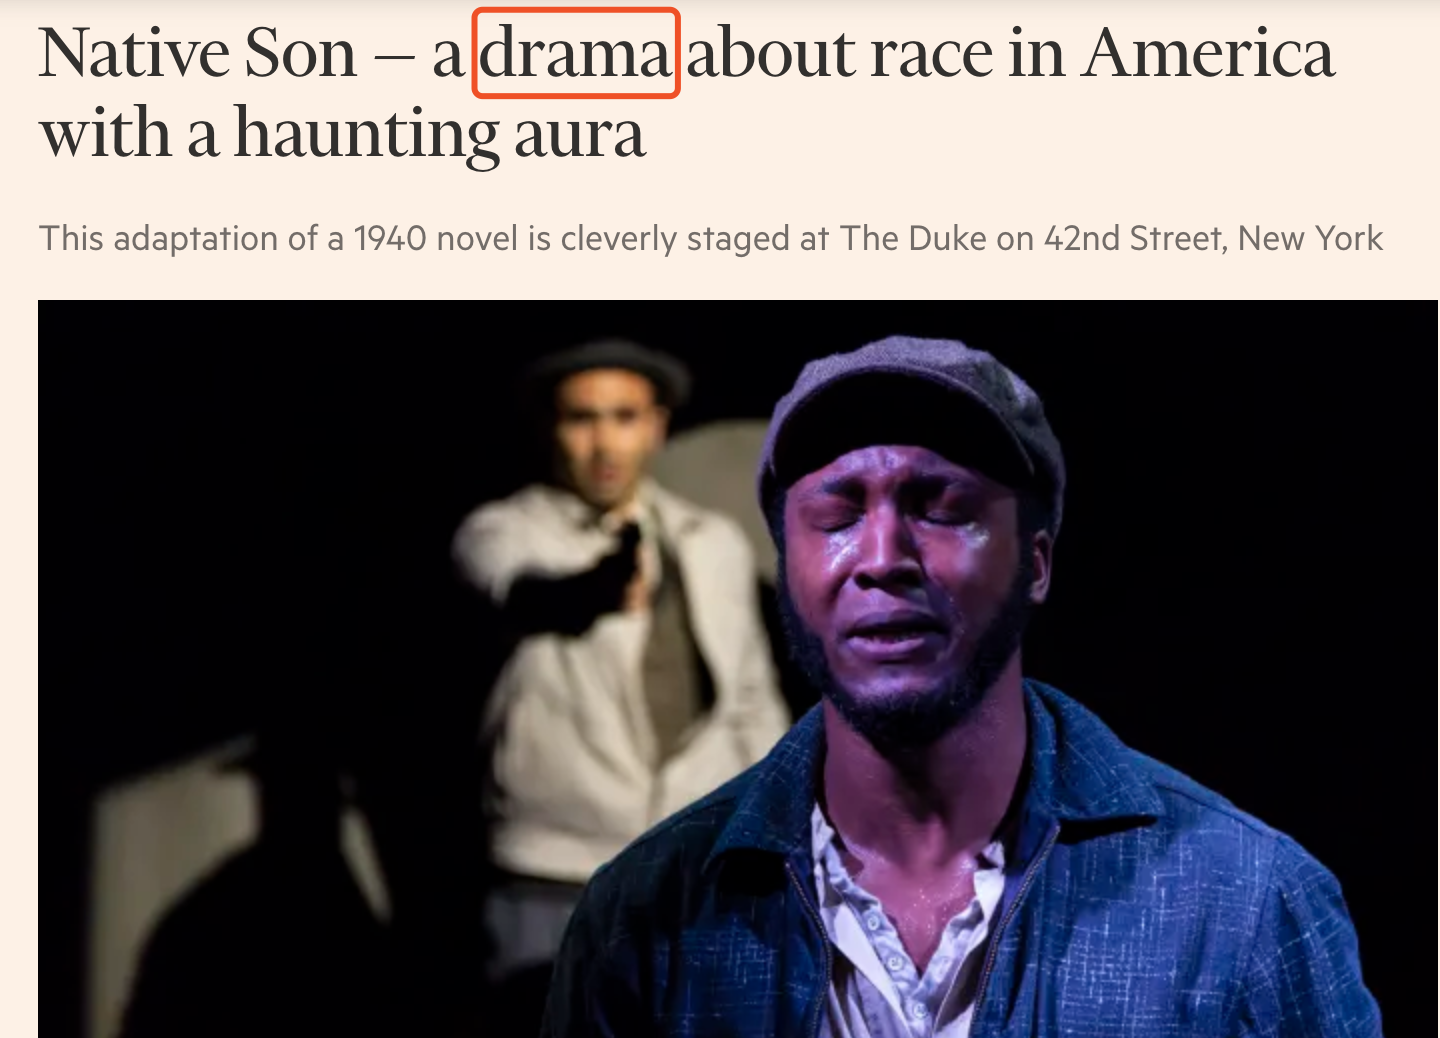 Native Son – a drama about race in America
with a haunting aura
This adaptation of a 1940 novel is cleverly staged at The Duke on 42nd Street, New York